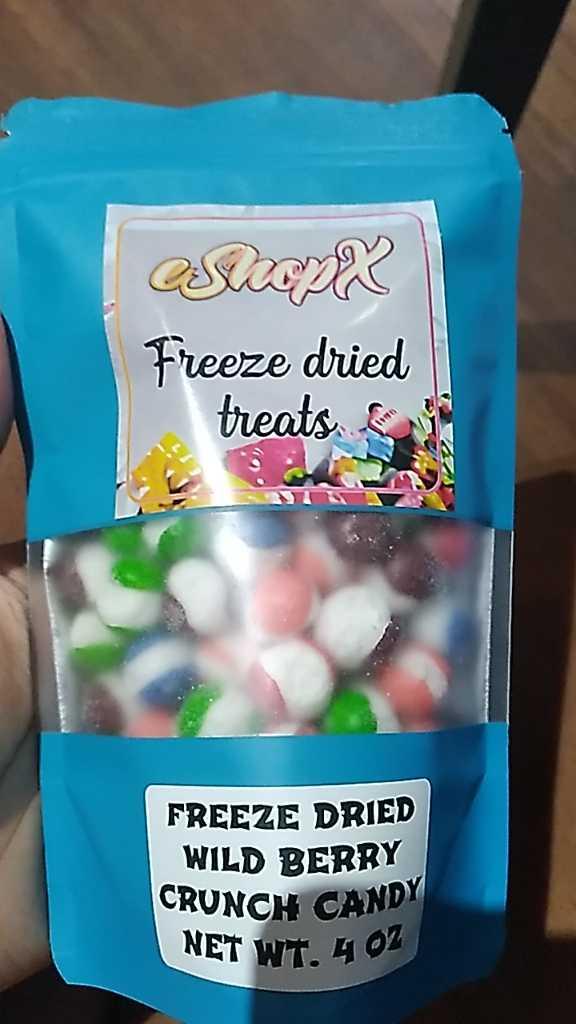 eShopX
Freeze dried
treats
FREEZE DRIED
WILD BERRY
CRUNCH CANDY
NET WT. 4 OZ